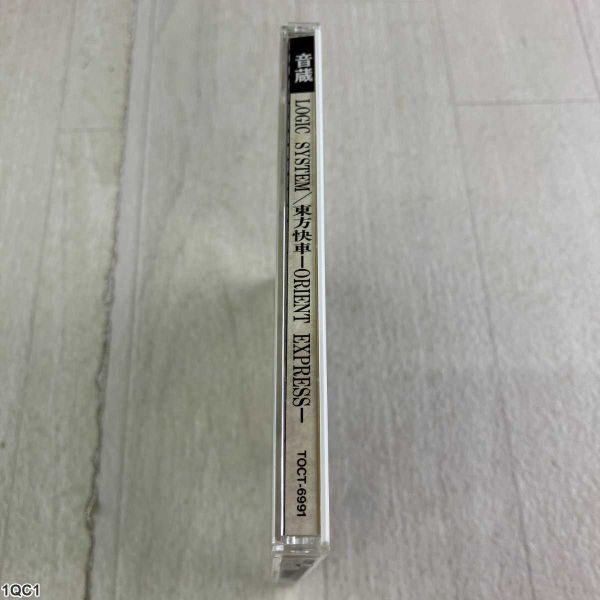 音蔵
LOGIC SYSTEM／東方快車—ORIENT EXPRESS—
TOCT-6991
1QC1